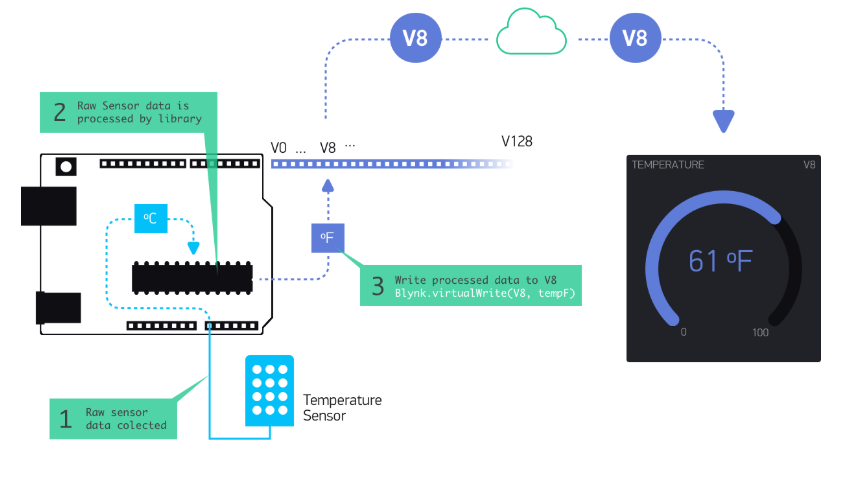 V8
V8
2
Raw Sensor data is
processed by library
V0 ... V8 ...
V128
TEMPERATURE
V8
ºC
ºF
61 ºF
3
Write processed data to V8
Blynk.virtualWrite(V8, tempF)
0
100
1
Raw sensor
data colected
Temperature
Sensor